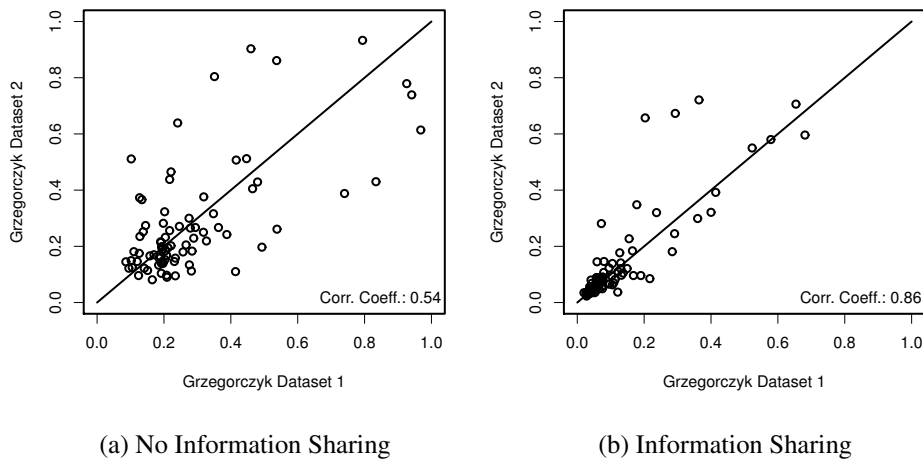 Grzegorczyk Dataset 2
1.0
0.8
0.6
0.4
0.2
0.0
Corr. Coeff.: 0.54
0.0 0.2 0.4 0.6 0.8 1.0
Grzegorczyk Dataset 1
(a) No Information Sharing
Grzegorczyk Dataset 2
1.0
0.8
0.6
0.4
0.2
0.0
Corr. Coeff.: 0.86
0.0 0.2 0.4 0.6 0.8 1.0
Grzegorczyk Dataset 1
(b) Information Sharing